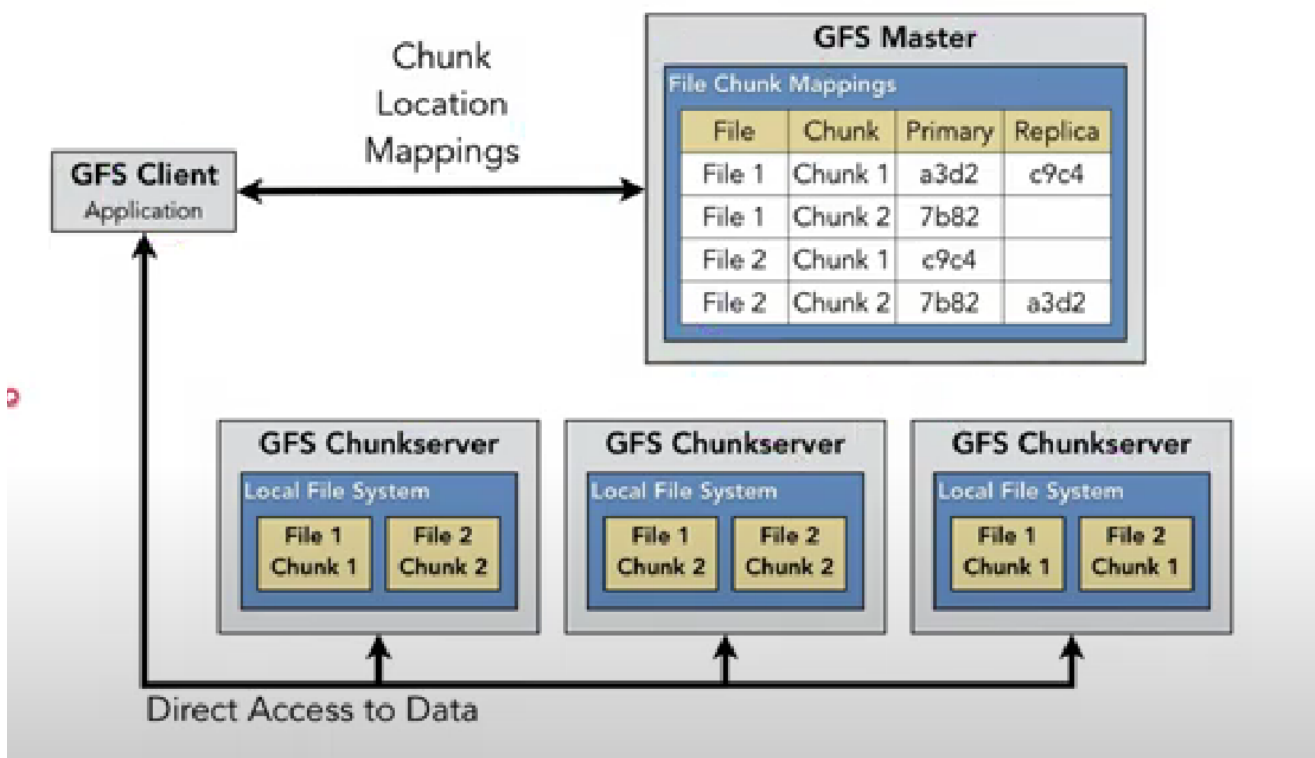 Chunk
Location
Mappings
GFS Client
Application
GFS Master
File Chunk Mappings
File Chunk Primary Replica
File 1 Chunk 1 a3d2 c9c4
File 1 Chunk 2 7b82
File 2 Chunk 1 c9c4
File 2 Chunk 2 7b82 a3d2
GFS Chunkserver
Local File System
File 1
Chunk 1
File 2
Chunk 2
GFS Chunkserver
Local File System
File 1
Chunk 2
File 2
Chunk 2
GFS Chunkserver
Local File System
File 1
Chunk 1
File 2
Chunk 1
Direct Access to Data